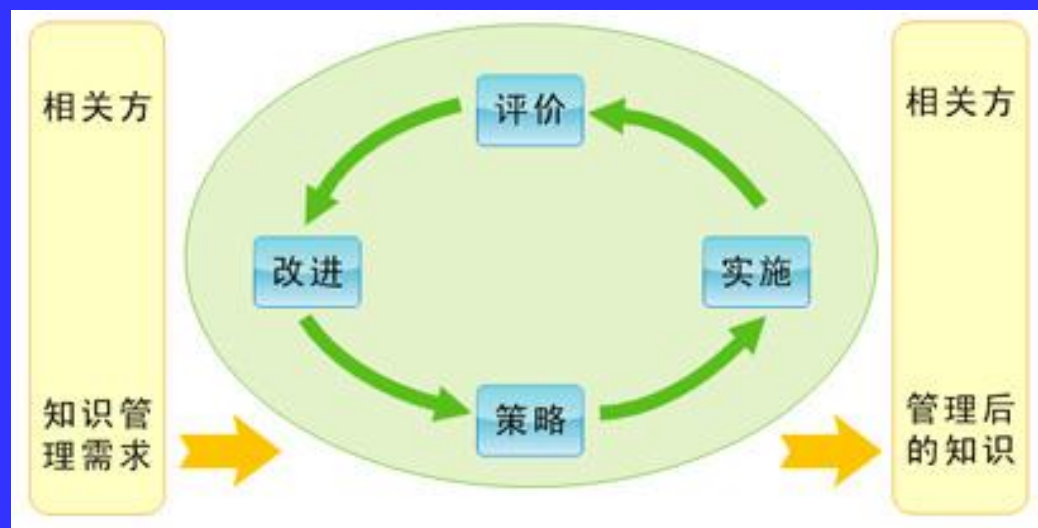 相关方
知识管
理需求
评价
改进
实施
策略
相关方
管理后
的知识